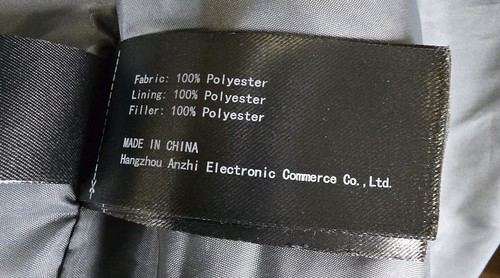 Fabric: 100% Polyester
Lining: 100% Polyester
Filler: 100% Polyester
MADE IN CHINA
Hangzhou Anzhi Electronic Commerce Co.,Ltd.